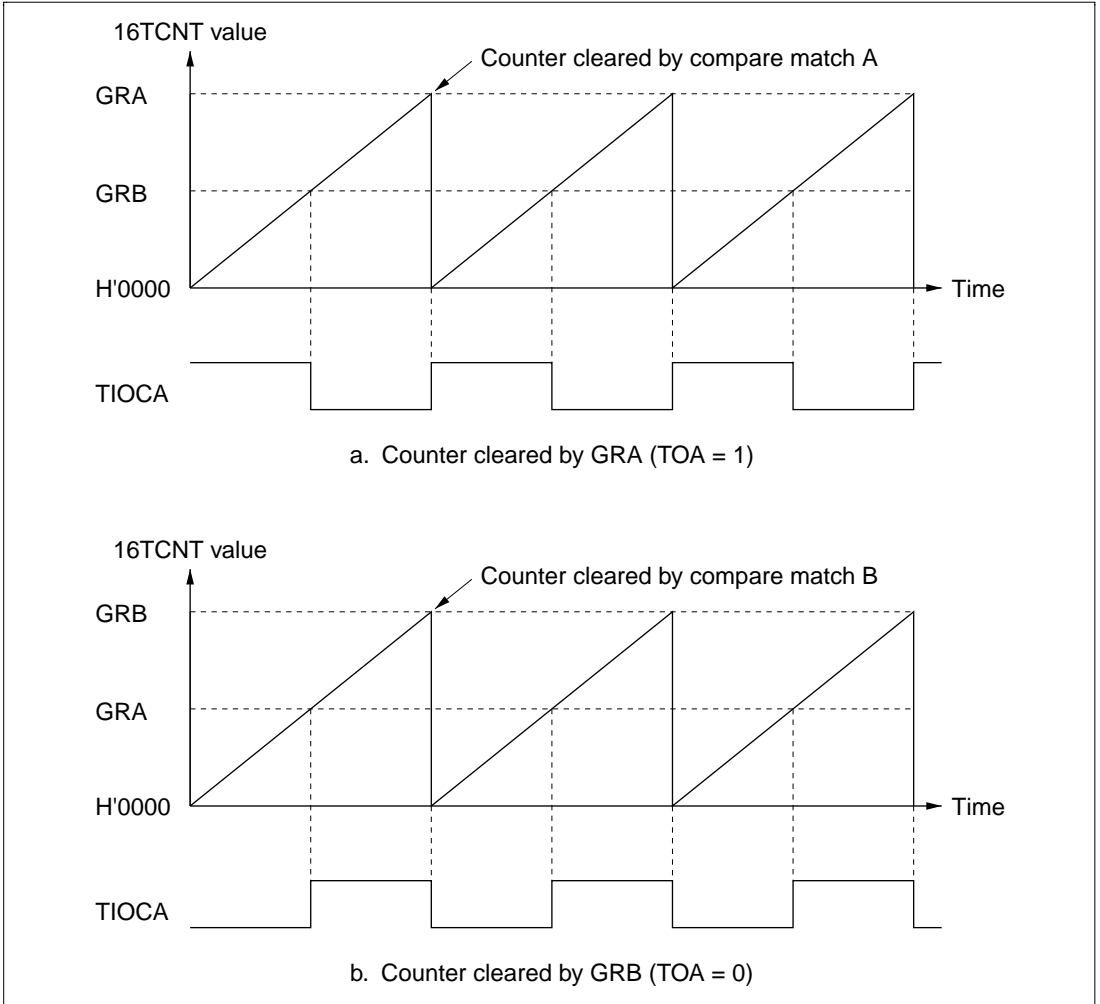 16TCNT value
Counter cleared by compare match A
GRA
GRB
H'0000
Time
TIOCA
a. Counter cleared by GRA (TOA = 1)
16TCNT value
Counter cleared by compare match B
GRB
GRA
H'0000
Time
TIOCA
b. Counter cleared by GRB (TOA = 0)